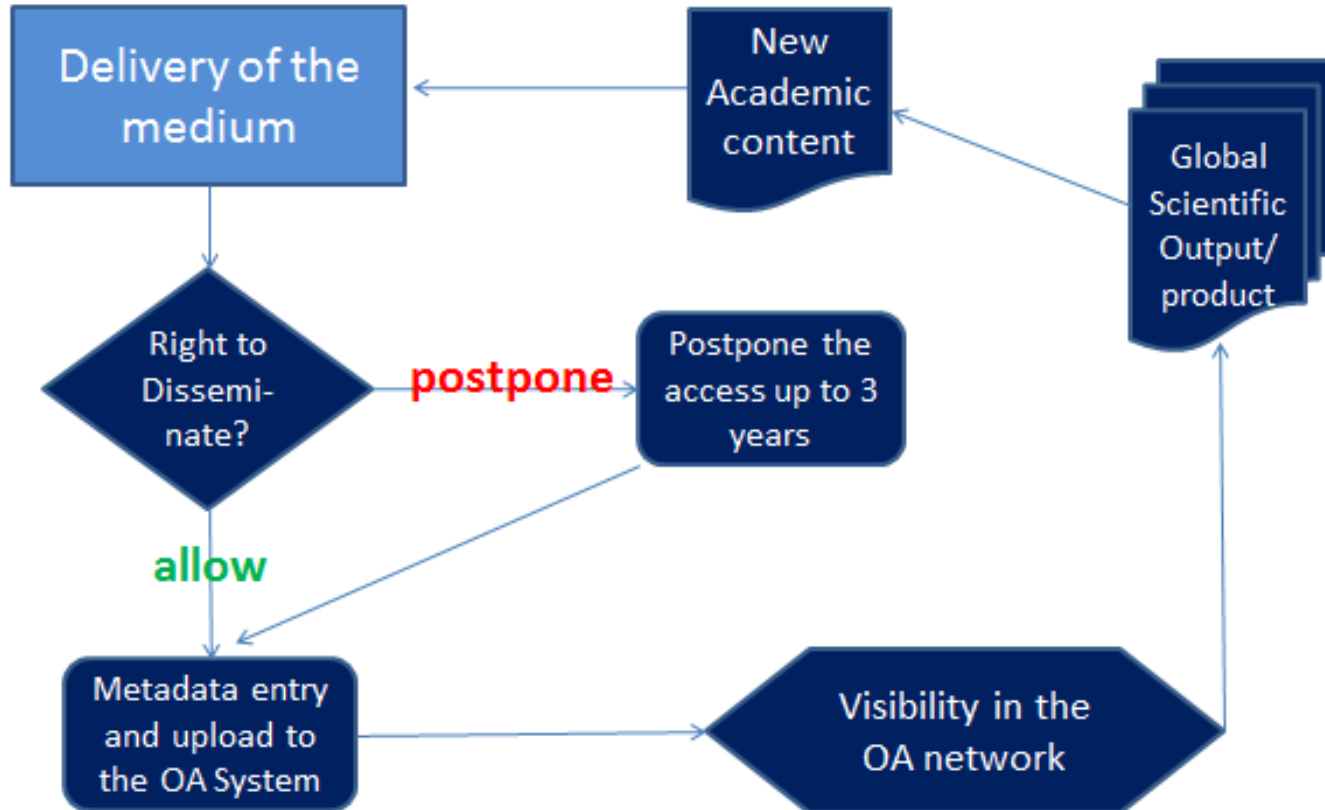 Delivery of the
medium
New
Academic
content
Global
Scientific
Output/
product
Right to
Dissemi-
nate?
postpone
Postpone the
access up to 3
years
allow
Metadata entry
and upload to
the OA System
Visibility in the
OA network